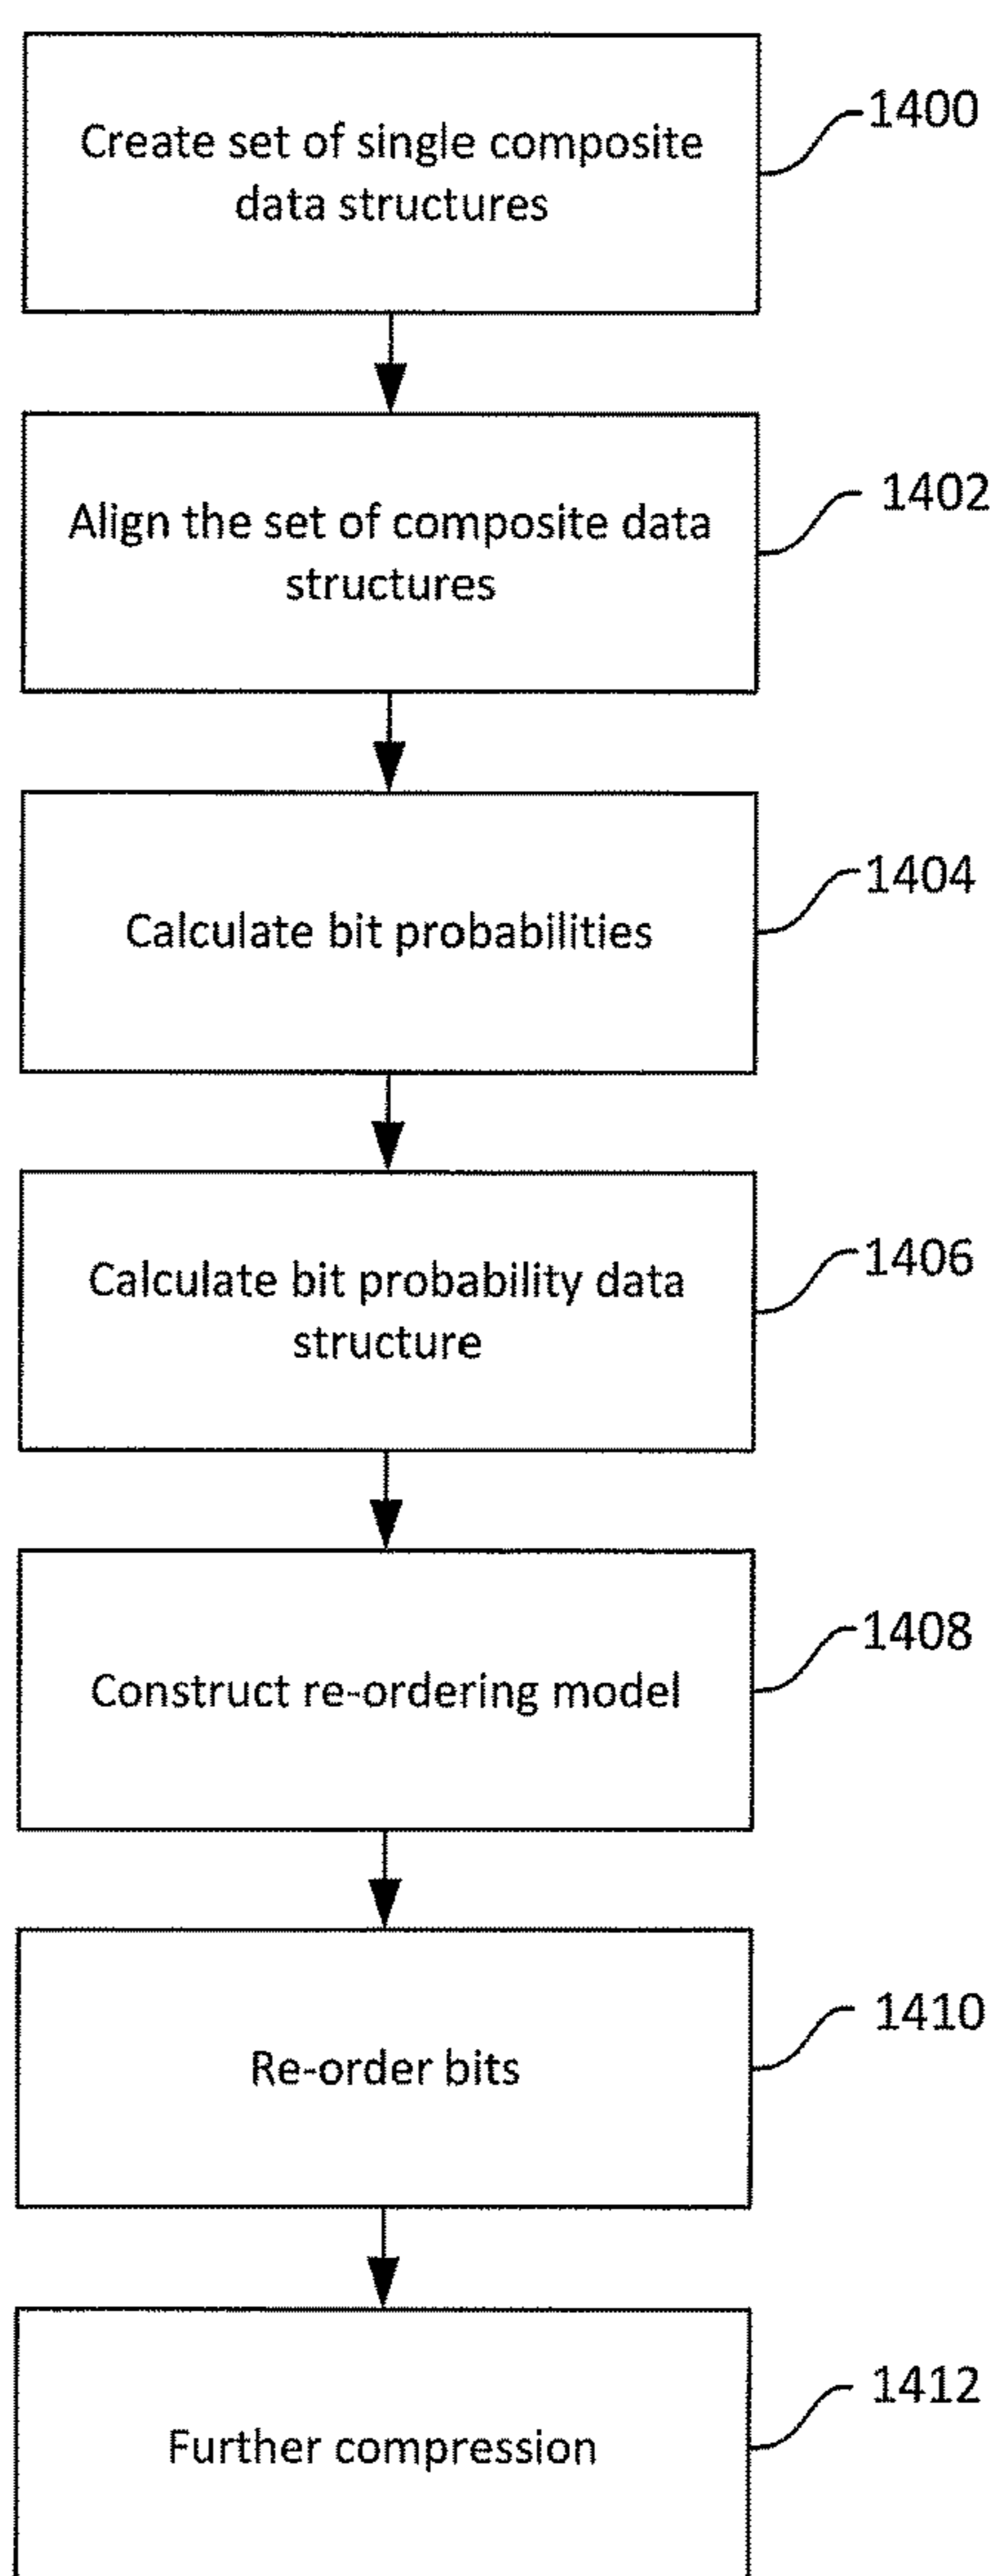 Create set of single composite
data structures
1400
Align the set of composite data
structures
1402
Calculate bit probabilities
1404
Calculate bit probability data
structure
1406
Construct re-ordering model
1408
Re-order bits
1410
Further compression
1412